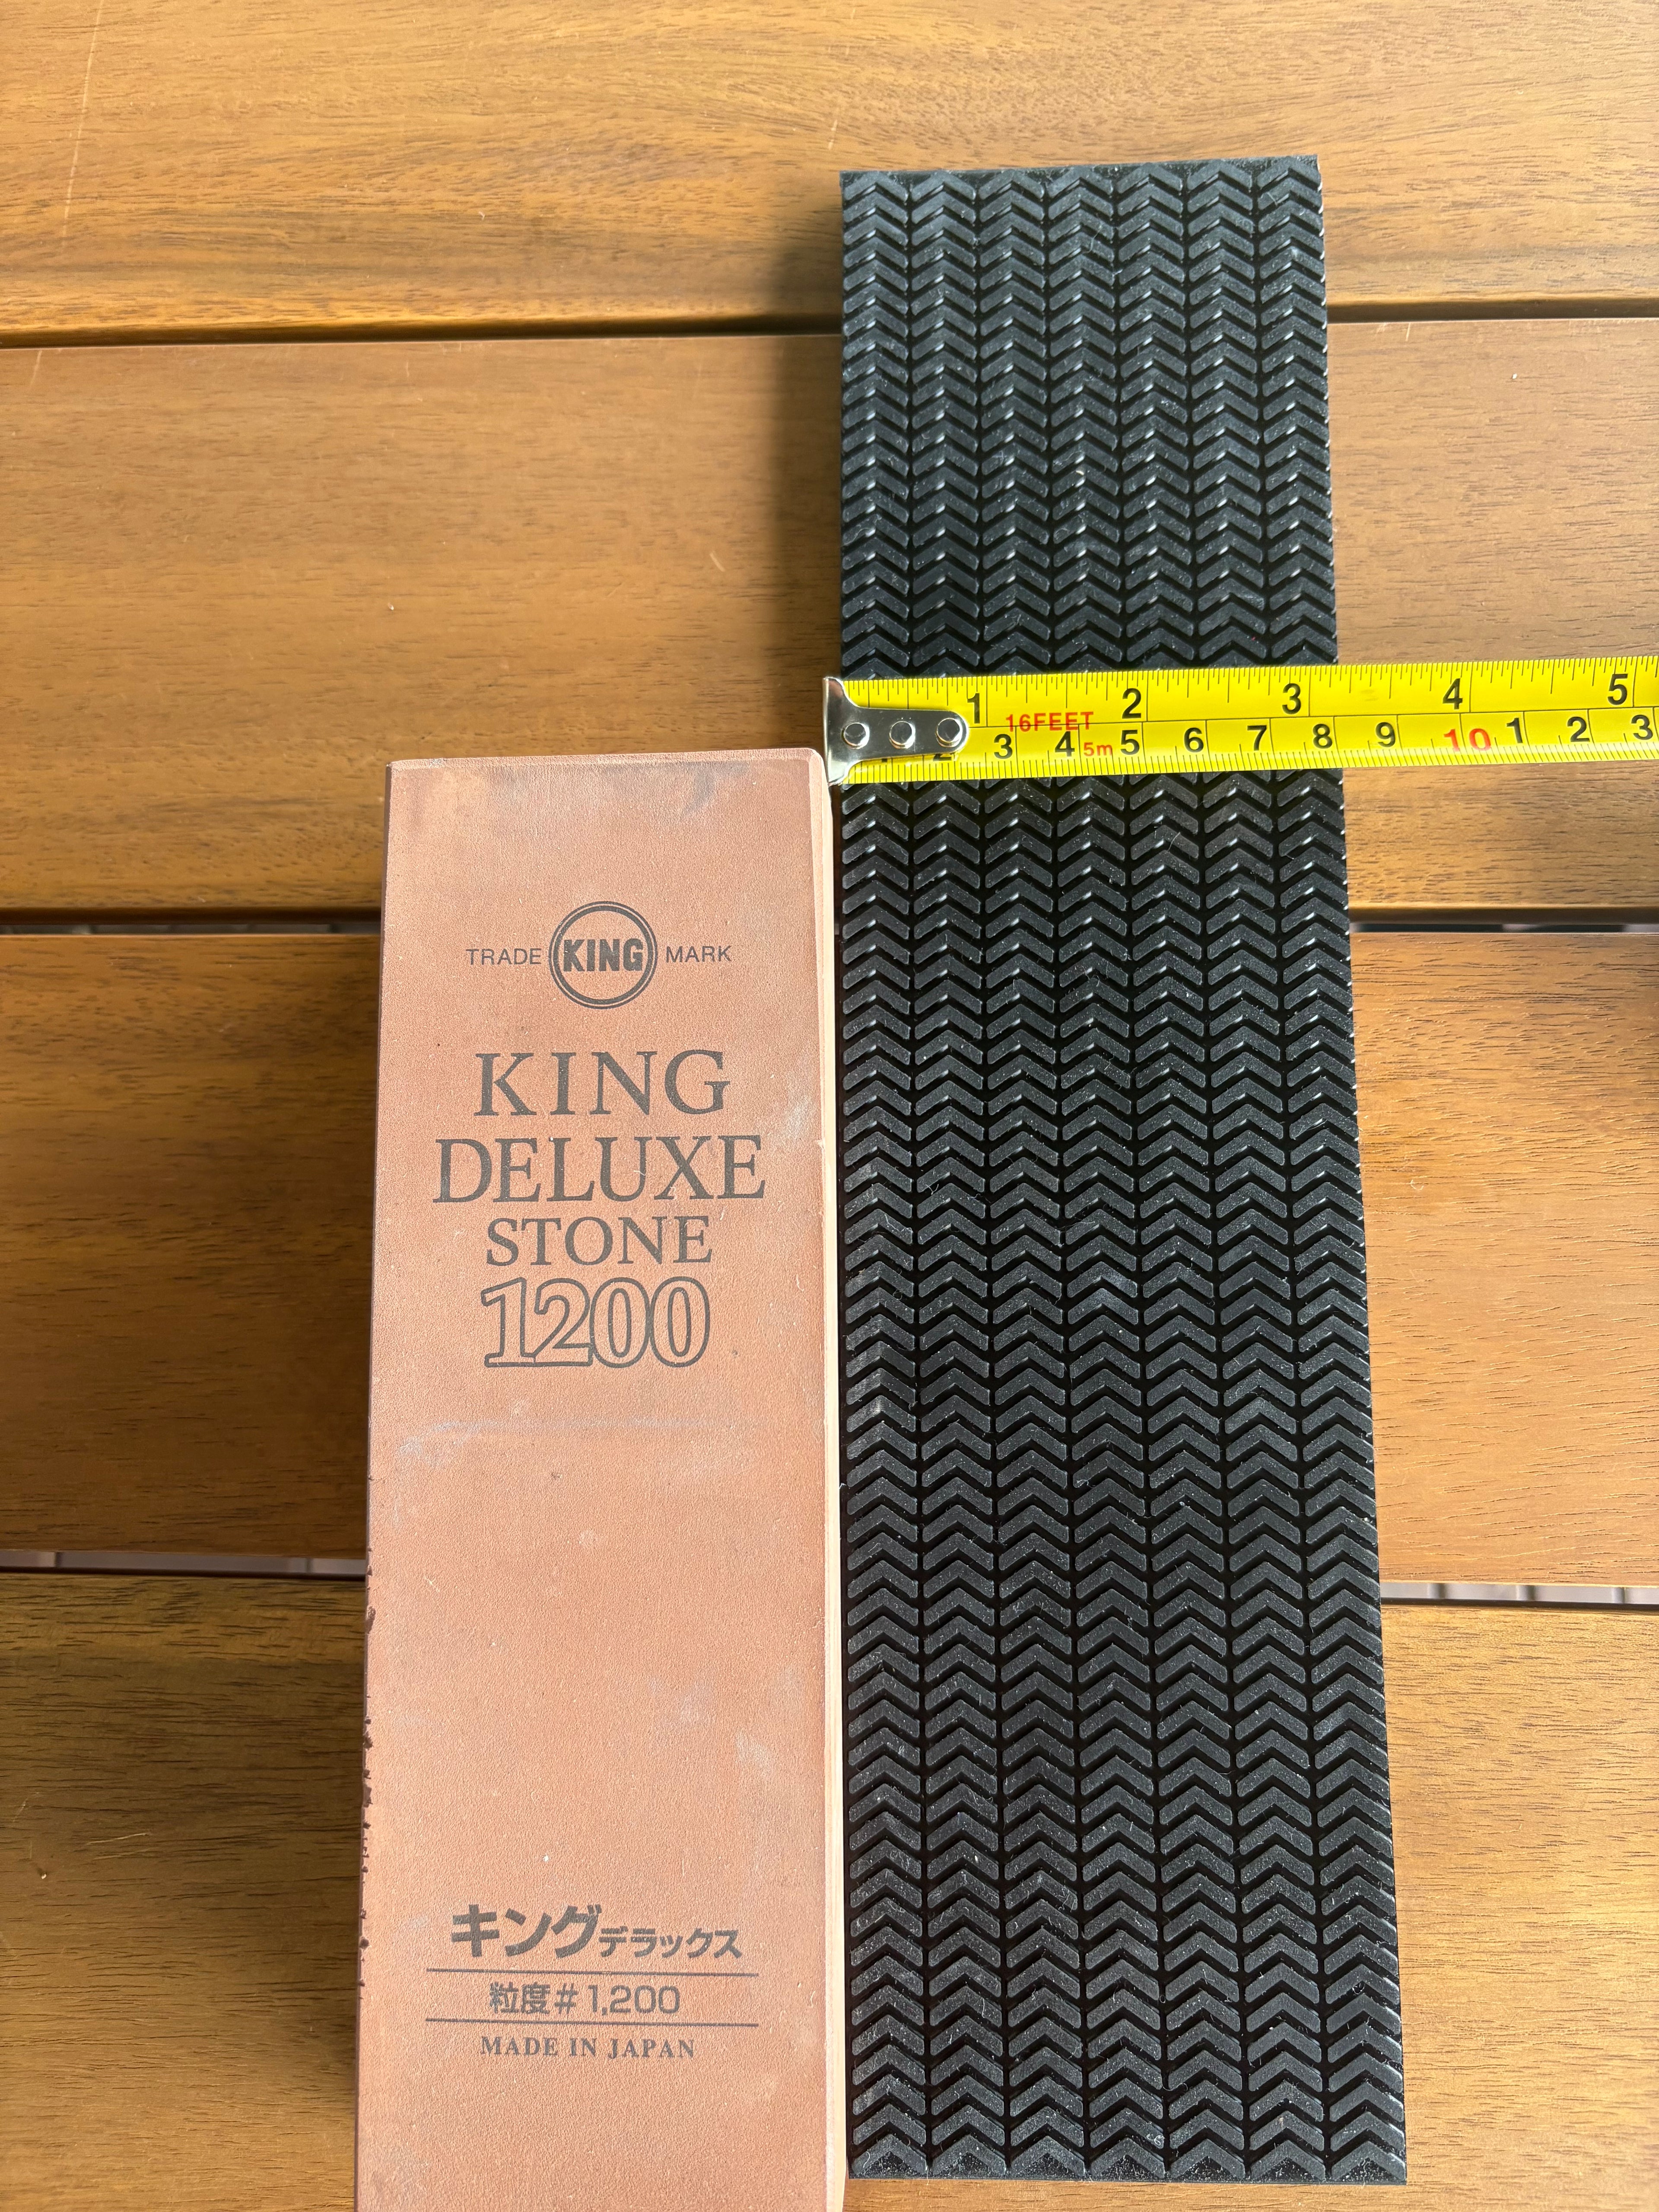 1 2 3 4 5
16FEET
1 2 3 4 5m 5 6 7 8 9 10 1 2 3
TRADE KING MARK
KING
DELUXE
STONE
1200
キングデラックス
粒度#1,200
MADE IN JAPAN